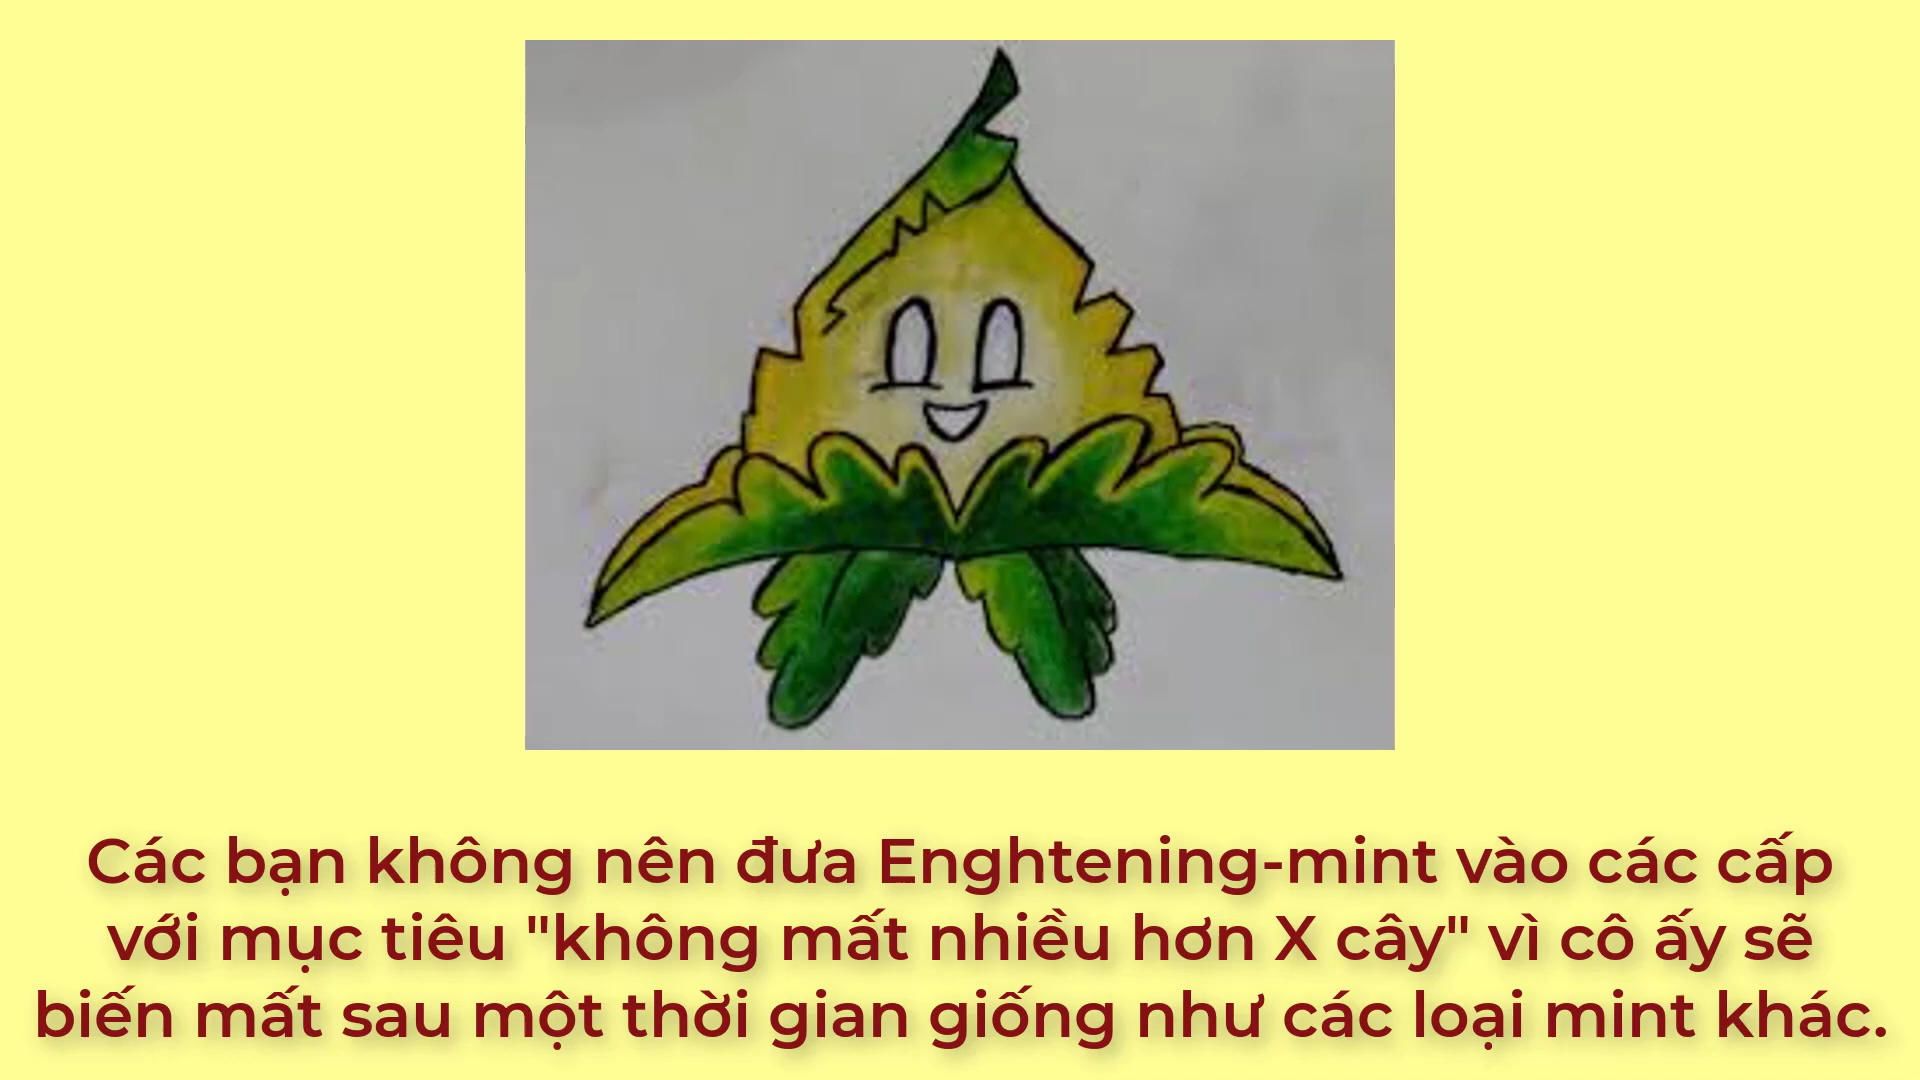 Các bạn không nên đưa Enghtening-mint vào các cấp
với mục tiêu "không mất nhiều hơn X cây" vì cô ấy sẽ
biến mất sau một thời gian giống như các loại mint khác.